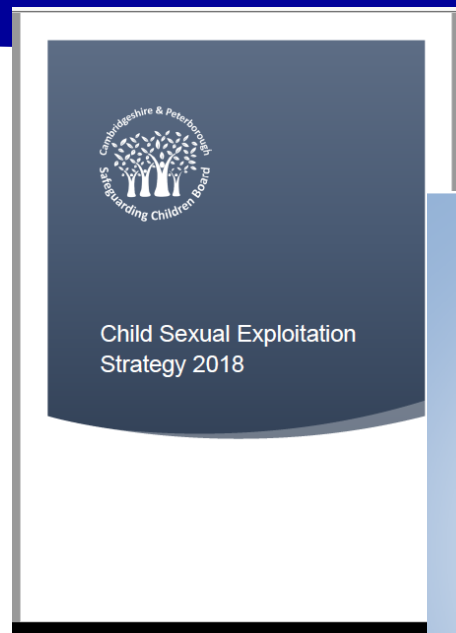 Cambridgeshire & Peterborough
Safeguarding Children Board
Child Sexual Exploitation
Strategy 2018